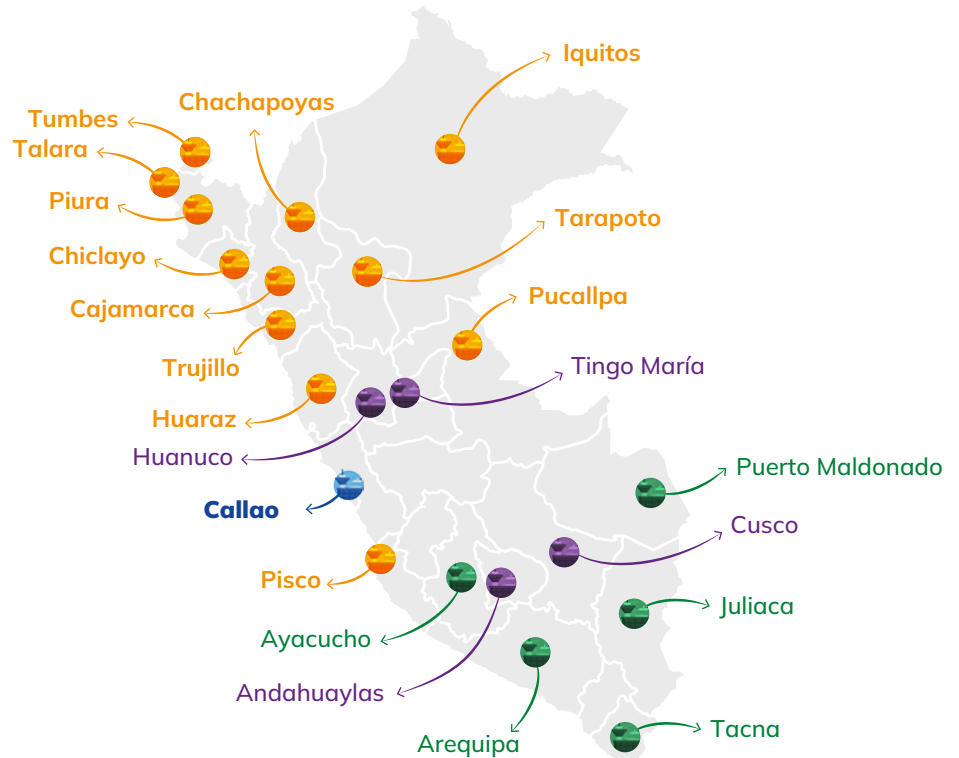 Iquitos
Chachapoyas
Tumbes
Talara
Piura
Tarapoto
Chiclayo
Pucallpa
Cajamarca
Trujillo
Tingo María
Huaraz
Huanuco
Puerto Maldonado
Callao
Cusco
Pisco
Juliaca
Ayacucho
Andahuaylas
Tacna
Arequipa